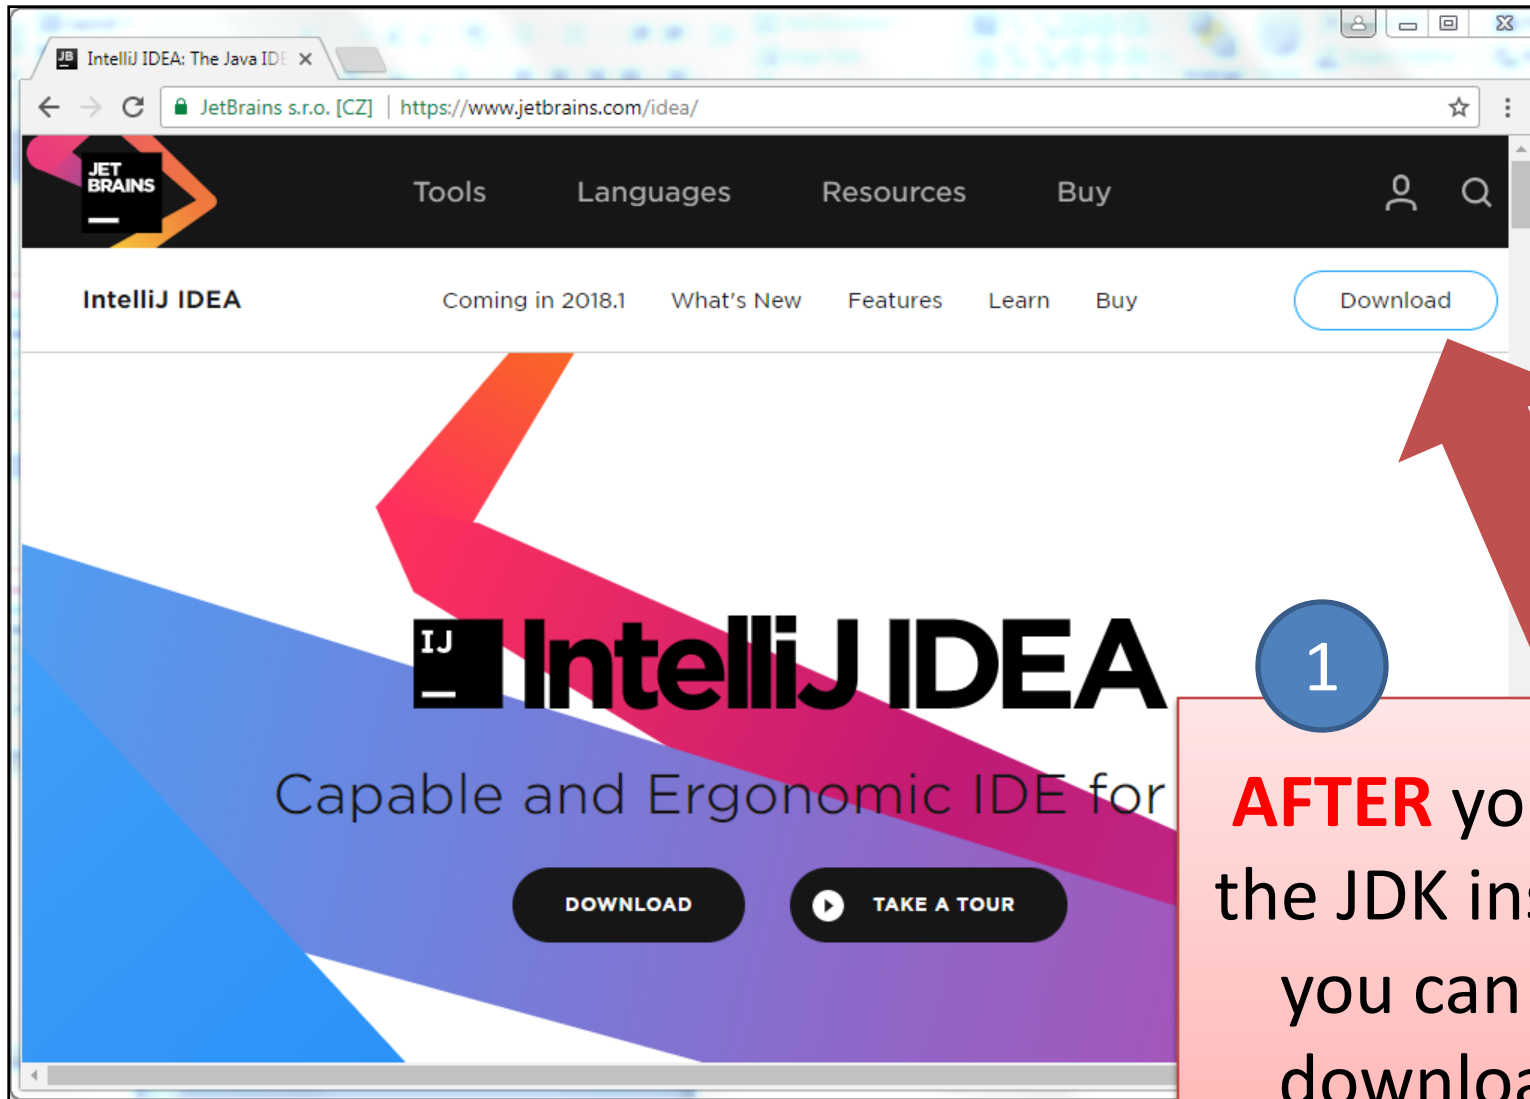 IntelliJ IDEA: The Java IDE
JetBrains s.r.o. [CZ] https://www.jetbrains.com/idea/
JET
BRAINS
Tools Languages Resources Buy
IntelliJ IDEA Coming in 2018.1 What's New Features Learn Buy Download
IJ
IntelliJ IDEA
Capable and Ergonomic IDE for
DOWNLOAD TAKE A TOUR
1
AFTER yo
the JDK ins
you can
downloa